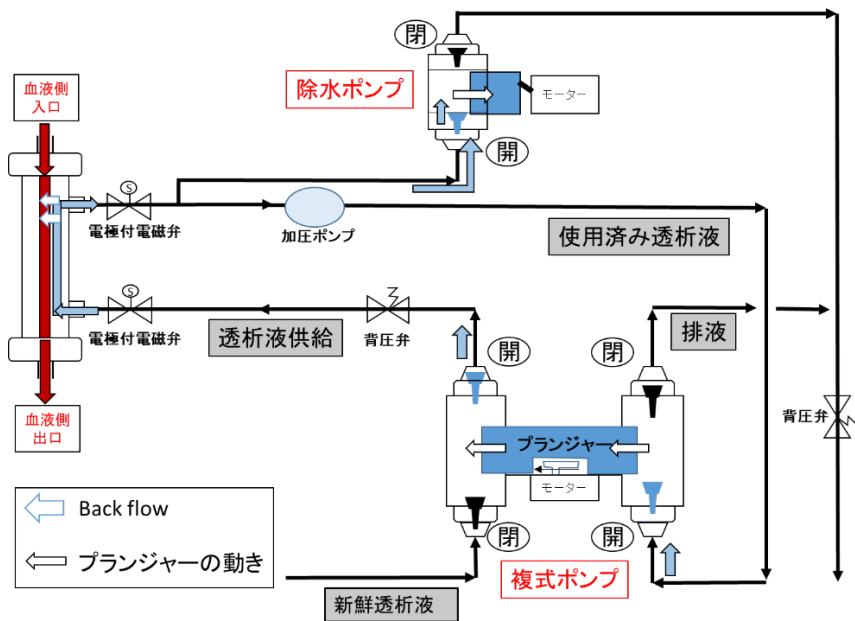 閉
除水ポンプ
モーター
血液側
入口
開
S
電極付電磁弁
加圧ポンプ
使用済み透析液
S
電極付電磁弁
透析液供給
背圧弁
排液
開
閉
血液側
出口
プランジャー
モーター
背圧弁
Back flow
プランジャーの動き
閉
開
複式ポンプ
新鮮透析液